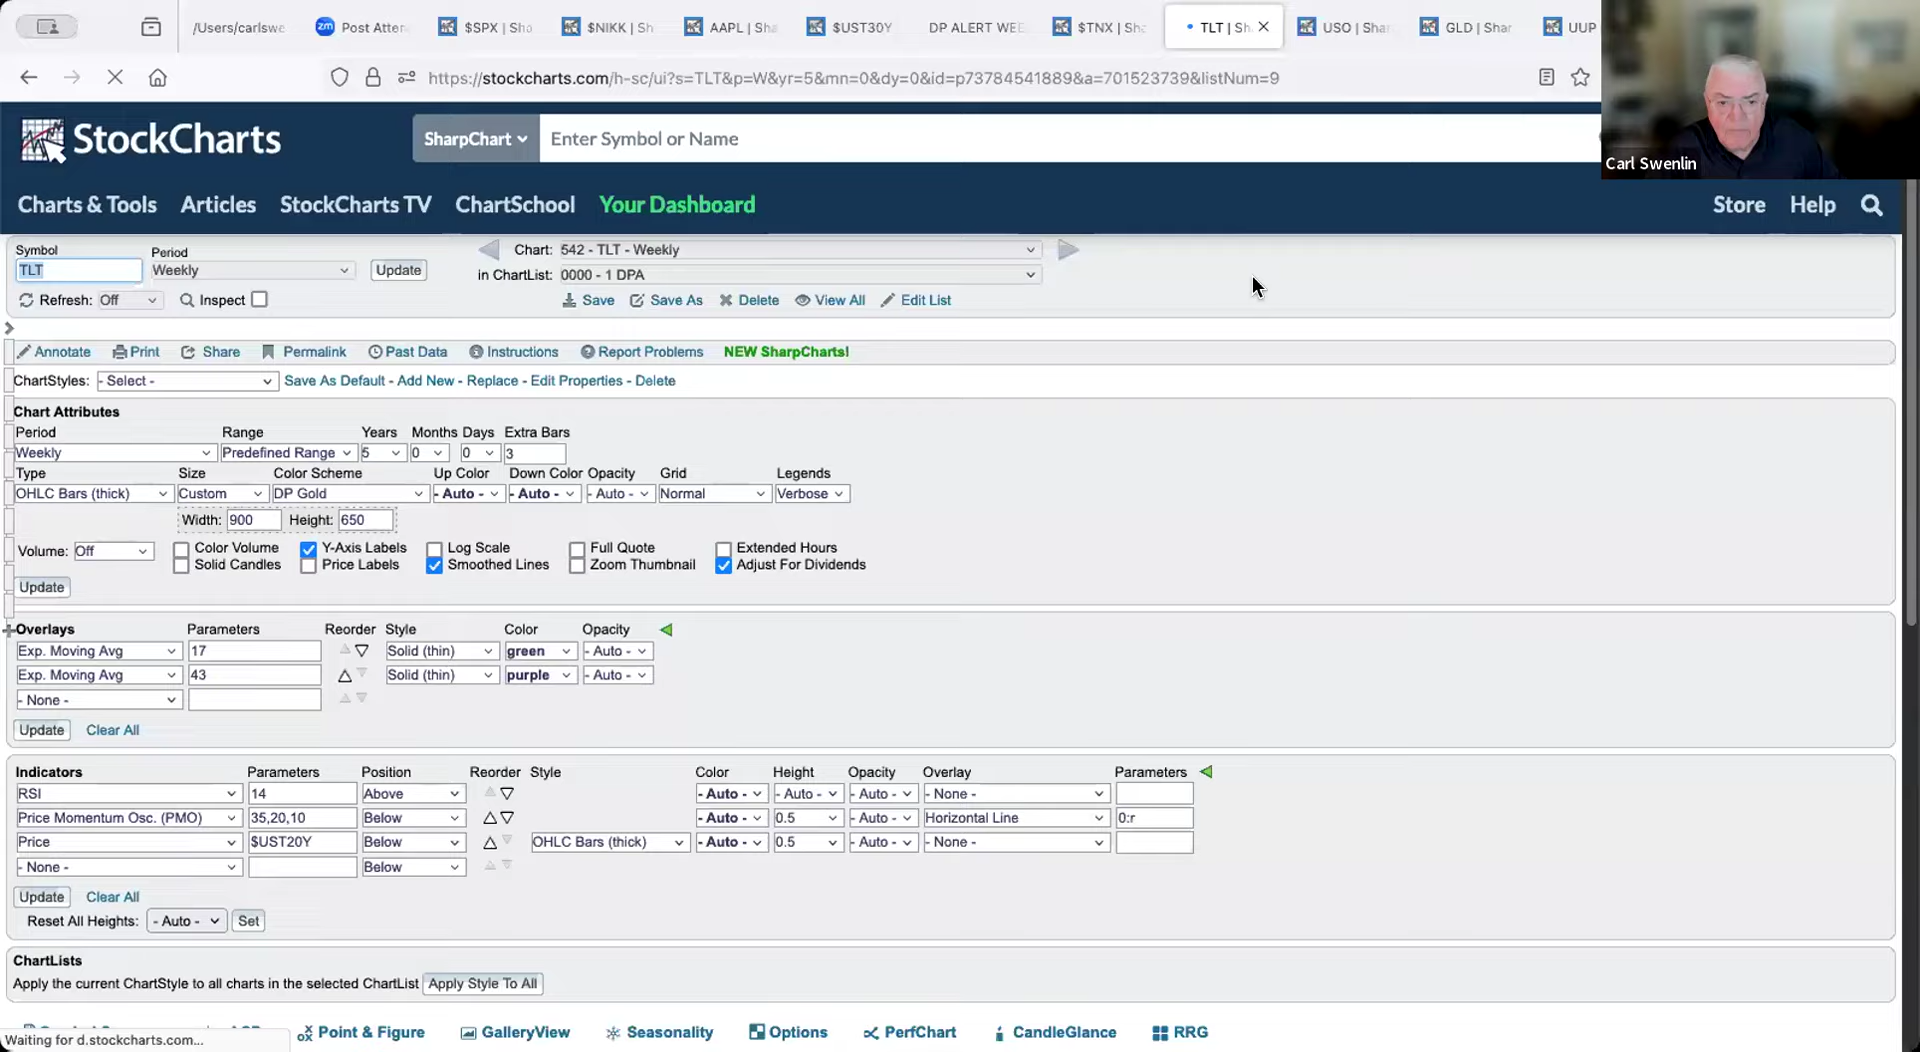 /Users/carlswe
Post Atten
$SPX | Sho
$NIKK | Sh
AAPL | Sha
$UST30Y
DP ALERT WEE
$TNX | Sha
TLT | Sh
USO | Shar
GLD | Shar
UUP
https://stockcharts.com/h-sc/ui?s=TLT&p=W&yr=5&mn=0&dy=0&id=p73784541889&a=701523739&listNum=9
StockCharts
SharpChart
Enter Symbol or Name
Carl Swenlin
Charts & Tools Articles StockCharts TV ChartSchool Your Dashboard Store Help
Symbol Period Chart: 542 - TLT - Weekly
TLT Weekly Update in ChartList: 0000 - 1 DPA
Refresh: Off Inspect Save Save As Delete View All Edit List
Annotate Print Share Permalink Past Data Instructions Report Problems NEW SharpCharts!
ChartStyles: - Select - Save As Default - Add New - Replace - Edit Properties - Delete
Chart Attributes
Period Range Years Months Days Extra Bars
Weekly Predefined Range 5 0 0 3
Type Size Color Scheme Up Color Down Color Opacity Grid Legends
OHLC Bars (thick) Custom DP Gold - Auto - - Auto - - Auto - Normal Verbose
Width: 900 Height: 650
Volume: Off Color Volume Y-Axis Labels Log Scale Full Quote Extended Hours
Solid Candles Price Labels Smoothed Lines Zoom Thumbnail Adjust For Dividends
Update
Overlays Parameters Reorder Style Color Opacity
Exp. Moving Avg 17 Solid (thin) green - Auto -
Exp. Moving Avg 43 Solid (thin) purple - Auto -
- None -
Update Clear All
Indicators Parameters Position Reorder Style Color Height Opacity Overlay Parameters
RSI 14 Above - Auto - - Auto - - Auto - - None -
Price Momentum Osc. (PMO) 35,20,10 Below - Auto - 0.5 - Auto - Horizontal Line 0:r
Price $UST20Y Below OHLC Bars (thick) - Auto - 0.5 - Auto - - None -
- None - Below
Update Clear All
Reset All Heights: - Auto - Set
ChartLists
Apply the current ChartStyle to all charts in the selected ChartList Apply Style To All
Point & Figure GalleryView Seasonality Options PerfChart CandleGlance RRG
Waiting for d.stockcharts.com...